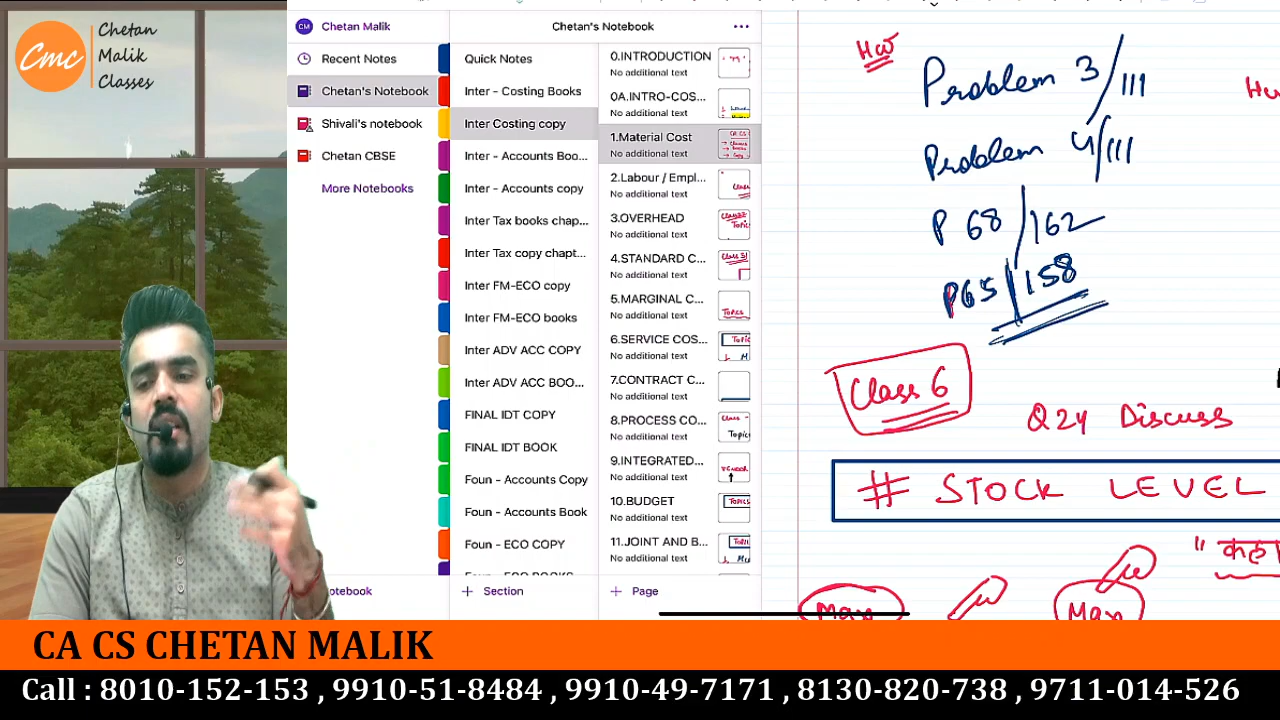 Cmc
Chetan
Malik
Classes
CM Chetan Malik
Recent Notes
Chetan's Notebook
Shivali's notebook
Chetan CBSE
More Notebooks
otebook
Chetan's Notebook
Quick Notes
Inter - Costing Books
Inter Costing copy
Inter - Accounts Boo...
Inter - Accounts copy
Inter Tax books chap...
Inter Tax copy chapt...
Inter FM-ECO copy
Inter FM-ECO books
Inter ADV ACC COPY
Inter ADV ACC BOO...
FINAL IDT COPY
FINAL IDT BOOK
Foun - Accounts Copy
Foun - Accounts Book
Foun - ECO COPY
Foun - ECO BOOKS
+ Section
0.INTRODUCTION
No additional text
0A.INTRO-COS...
No additional text
1.Material Cost
No additional text
2.Labour / Empl...
No additional text
3.OVERHEAD
No additional text
4.STANDARD C...
No additional text
5.MARGINAL C...
No additional text
6.SERVICE COS...
No additional text
7.CONTRACT C...
No additional text
8.PROCESS CO...
No additional text
9.INTEGRATED...
No additional text
10.BUDGET
No additional text
11.JOINT AND B...
No additional text
+ Page
HW
Problem 3/111
Problem 4/111
P 68/162
P65/158
Class 6
Q24 Discuss
# STOCK LEVEL
Max Max
CA CS CHETAN MALIK
Call : 8010-152-153 , 9910-51-8484 , 9910-49-7171 , 8130-820-738 , 9711-014-526